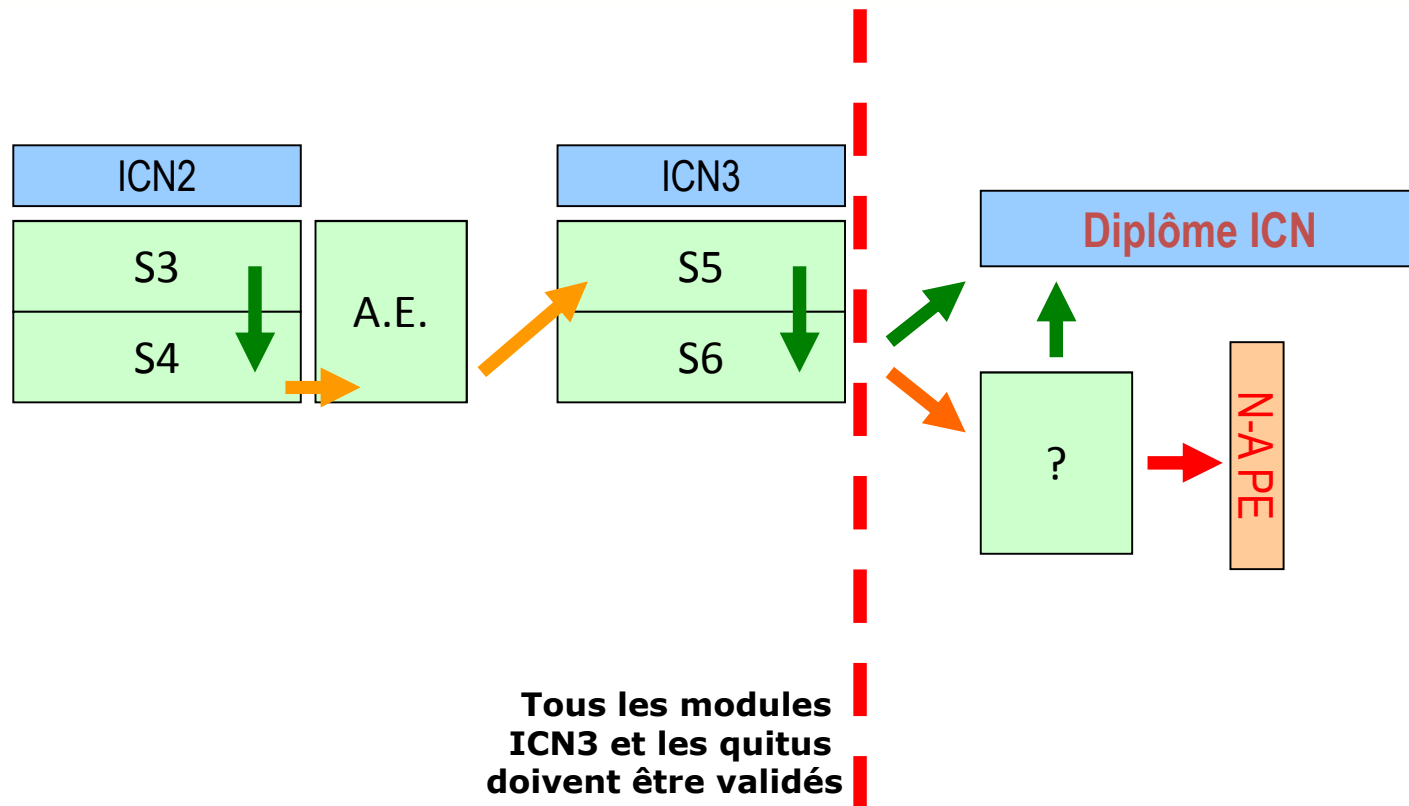 ICN2
S3
S4
A.E.
ICN3
S5
S6
Diplôme ICN
?
N-A PE
Tous les modules
ICN3 et les quitus
doivent être validés